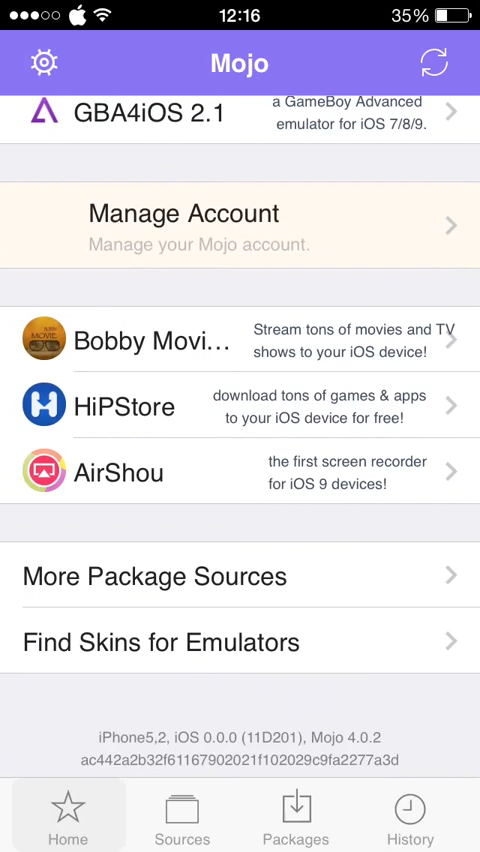 12:16
35%
Mojo
GBA4iOS 2.1
a GameBoy Advanced
emulator for iOS 7/8/9.
Manage Account
Manage your Mojo account.
Bobby Movi...
Stream tons of movies and TV
shows to your iOS device!
HiPStore
download tons of games & apps
to your iOS device for free!
AirShou
the first screen recorder
for iOS 9 devices!
More Package Sources
Find Skins for Emulators
iPhone5,2, iOS 0.0.0 (11D201), Mojo 4.0.2
ac442a2b32f61167902021f102029c9fa2277a3d
Home
Sources
Packages
History